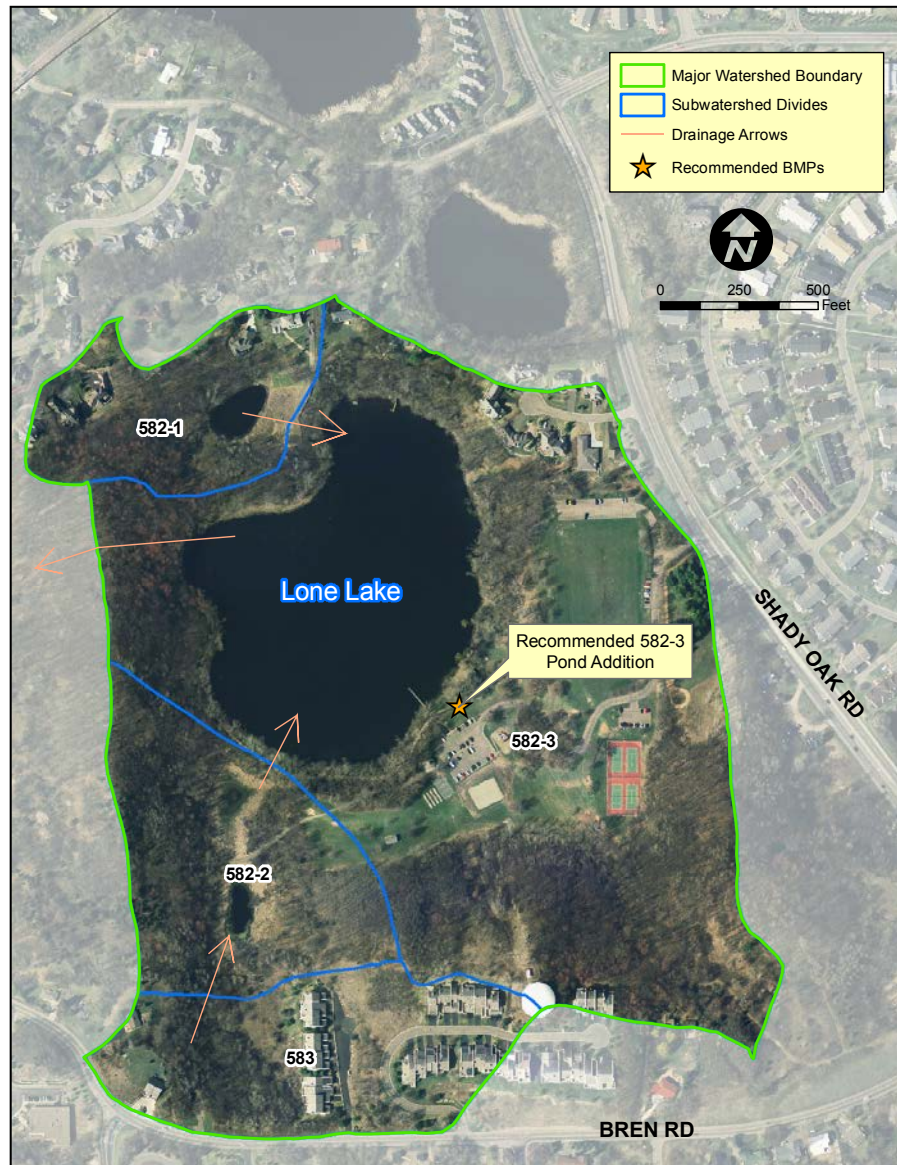 Major Watershed Boundary
Subwatershed Divides
Drainage Arrows
Recommended BMPs
N
0 250 500
Feet
582-1
Lone Lake
Recommended 582-3
Pond Addition
SHADY OAK RD
582-3
582-2
583
BREN RD